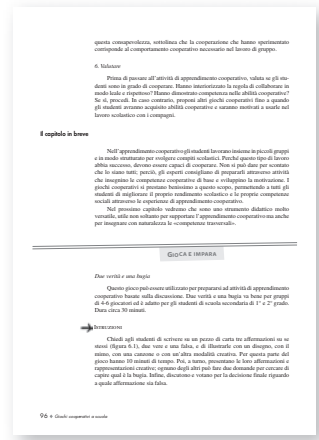 questa consapevolezza, sottolinea che la cooperazione che hanno sperimentato
corrisponde al comportamento cooperativo necessario nel lavoro di gruppo.
6. Valutare
Prima di passare all'attività di apprendimento cooperativo, valuta se gli stu-
denti sono in grado di cooperare. Hanno interiorizzato la regola di collaborare in
modo leale e rispettoso? Hanno dimostrato competenza nelle abilità cooperative?
Se sì, procedi. In caso contrario, proponi altri giochi cooperativi fino a quando
gli studenti avranno acquisito abilità cooperative e saranno motivati a usarle nel
lavoro scolastico con i compagni.
Il capitolo in breve
Nell'apprendimento cooperativo gli studenti lavorano insieme in piccoli gruppi
e in modo strutturato per svolgere compiti scolastici. Perché questo tipo di lavoro
abbia successo, devono essere capaci di cooperare. Non si può dare per scontato
che lo siano tutti; perciò, gli esperti consigliano di prepararli attraverso attività
che insegnino le competenze cooperative di base e sviluppino la motivazione. I
giochi cooperativi si prestano benissimo a questo scopo, permettendo a tutti gli
studenti di migliorare il proprio rendimento scolastico e le proprie competenze
sociali attraverso le esperienze di apprendimento cooperativo.
Nel prossimo capitolo vedremo che sono uno strumento didattico molto
versatile, utile non soltanto per supportare l'apprendimento cooperativo ma anche
per insegnare con naturalezza le «competenze trasversali».
GIOCA E IMPARA
Due verità e una bugia
Questo gioco può essere utilizzato per prepararsi ad attività di apprendimento
cooperativo basate sulla discussione. Due verità e una bugia va bene per gruppi
di 4-6 giocatori ed è adatto per gli studenti di scuola secondaria di 1° e 2° grado.
Dura circa 30 minuti.
ISTRUZIONI
Chiedi agli studenti di scrivere su un pezzo di carta tre affermazioni su se
stessi (figura 6.1), due vere e una falsa, e di illustrarle con un disegno, con il
mimo, con una canzone o con un'altra modalità creativa. Per questa parte del
gioco hanno 10 minuti di tempo. Poi, a turno, presentano le loro affermazioni e
rappresentazioni creative; ognuno degli altri può fare due domande per cercare di
capire qual è la bugia. Infine, discutono e votano per la decisione finale riguardo
a quale affermazione sia falsa.
96 • Giochi cooperativi a scuola